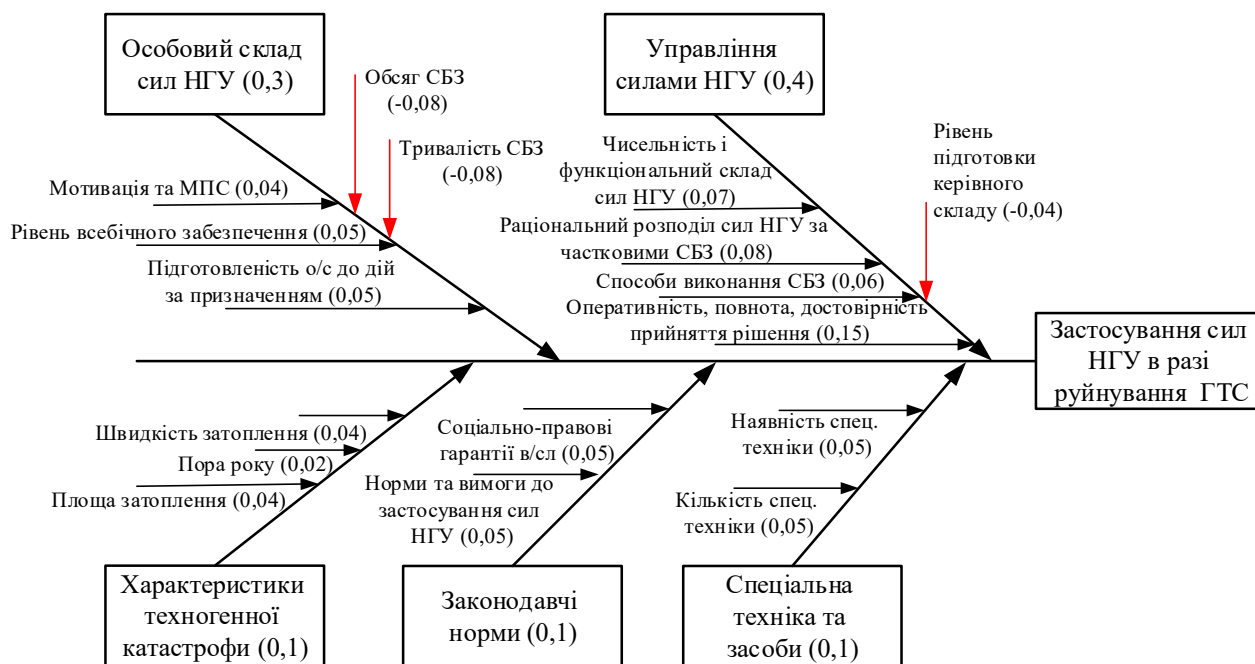 Особовий склад
сил НГУ (0,3)
Обсяг СБЗ
(-0,08)
Тривалість СБЗ
(-0,08)
Мотивація та МПС (0,04)
Рівень всебічного забезпечення (0,05)
Підготовленість о/с до дій
за призначенням (0,05)
Управління
силами НГУ (0,4)
Чисельність і
функціональний склад
сил НГУ (0,07)
Раціональний розподіл сил НГУ за
частковими СБЗ (0,08)
Способи виконання СБЗ (0,06)
Оперативність, повнота, достовірність
прийняття рішення (0,15)
Рівень
підготовки
керівного
складу (-0,04)
Застосування сил
НГУ в разі
руйнування ГТС
Швидкість затоплення (0,04)
Пора року (0,02)
Площа затоплення (0,04)
Характеристики
техногенної
катастрофи (0,1)
Соціально-правові
гарантії в/сл (0,05)
Норми та вимоги до
застосування сил
НГУ (0,05)
Законодавчі
норми (0,1)
Наявність спец.
техніки (0,05)
Кількість спец.
техніки (0,05)
Спеціальна
техніка та
засоби (0,1)